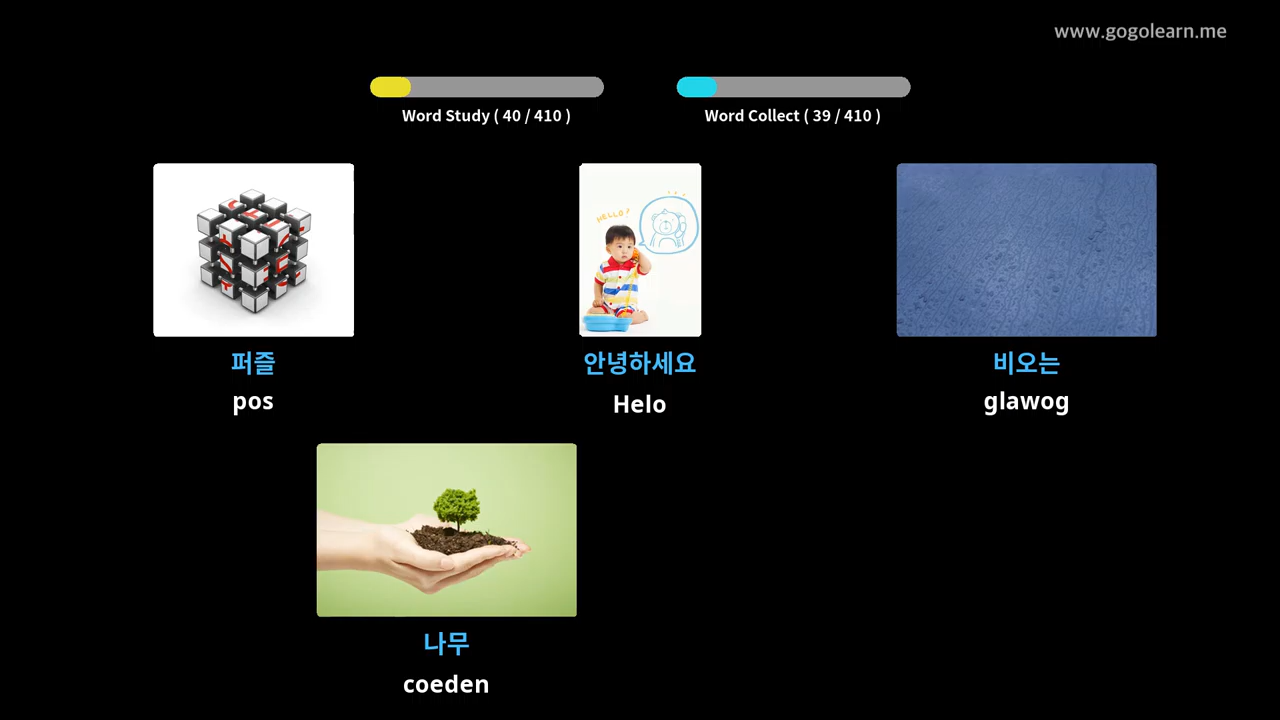 www.gogolearn.me
Word Study ( 40 / 410 )
Word Collect ( 39 / 410 )
HELLO?
퍼즐
pos
안녕하세요
Helo
비오는
glawog
나무
coeden